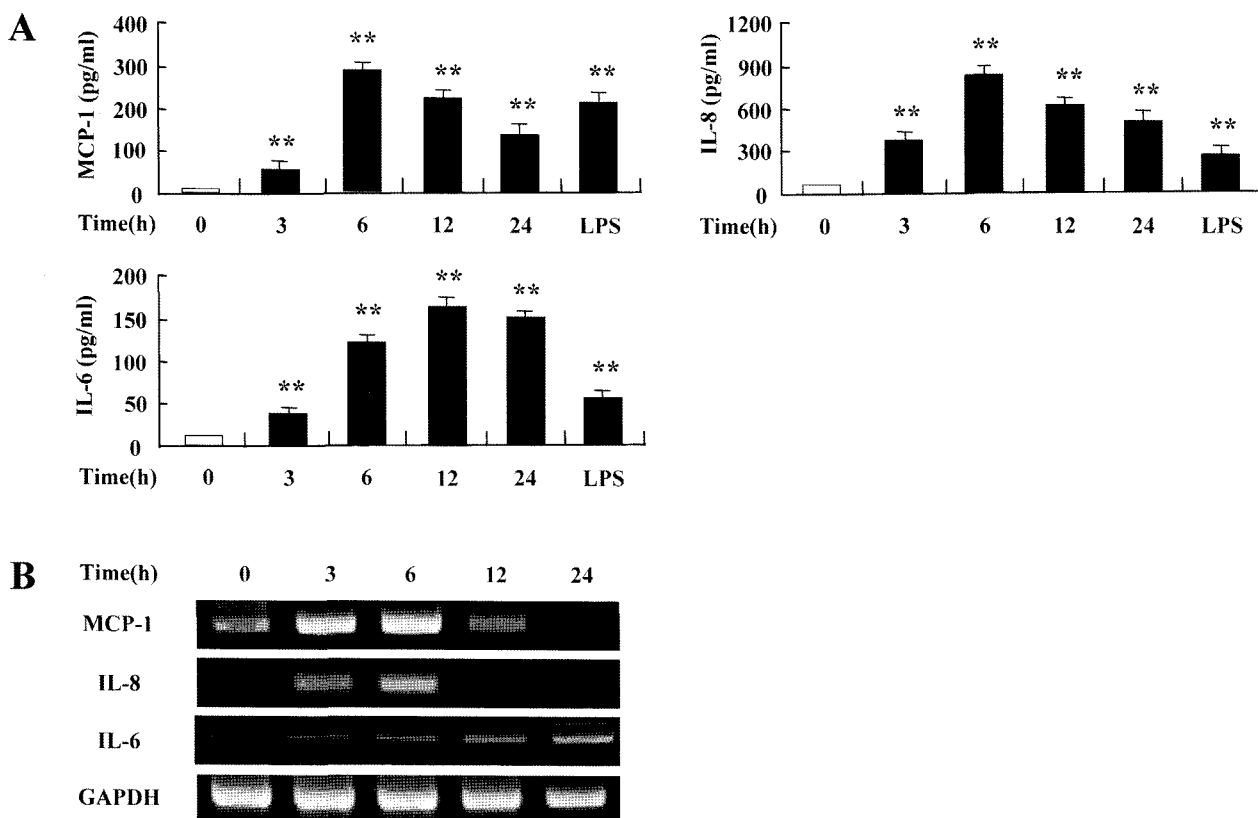 A
MCP-1 (pg/ml)
400
300
200
100
0
** ** ** ** **
Time(h) 0 3 6 12 24 LPS
IL-8 (pg/ml)
1200
900
600
300
0
** ** ** ** **
Time(h) 0 3 6 12 24 LPS
IL-6 (pg/ml)
200
150
100
50
0
** ** ** ** **
Time(h) 0 3 6 12 24 LPS
B
Time(h) 0 3 6 12 24
MCP-1
IL-8
IL-6
GAPDH